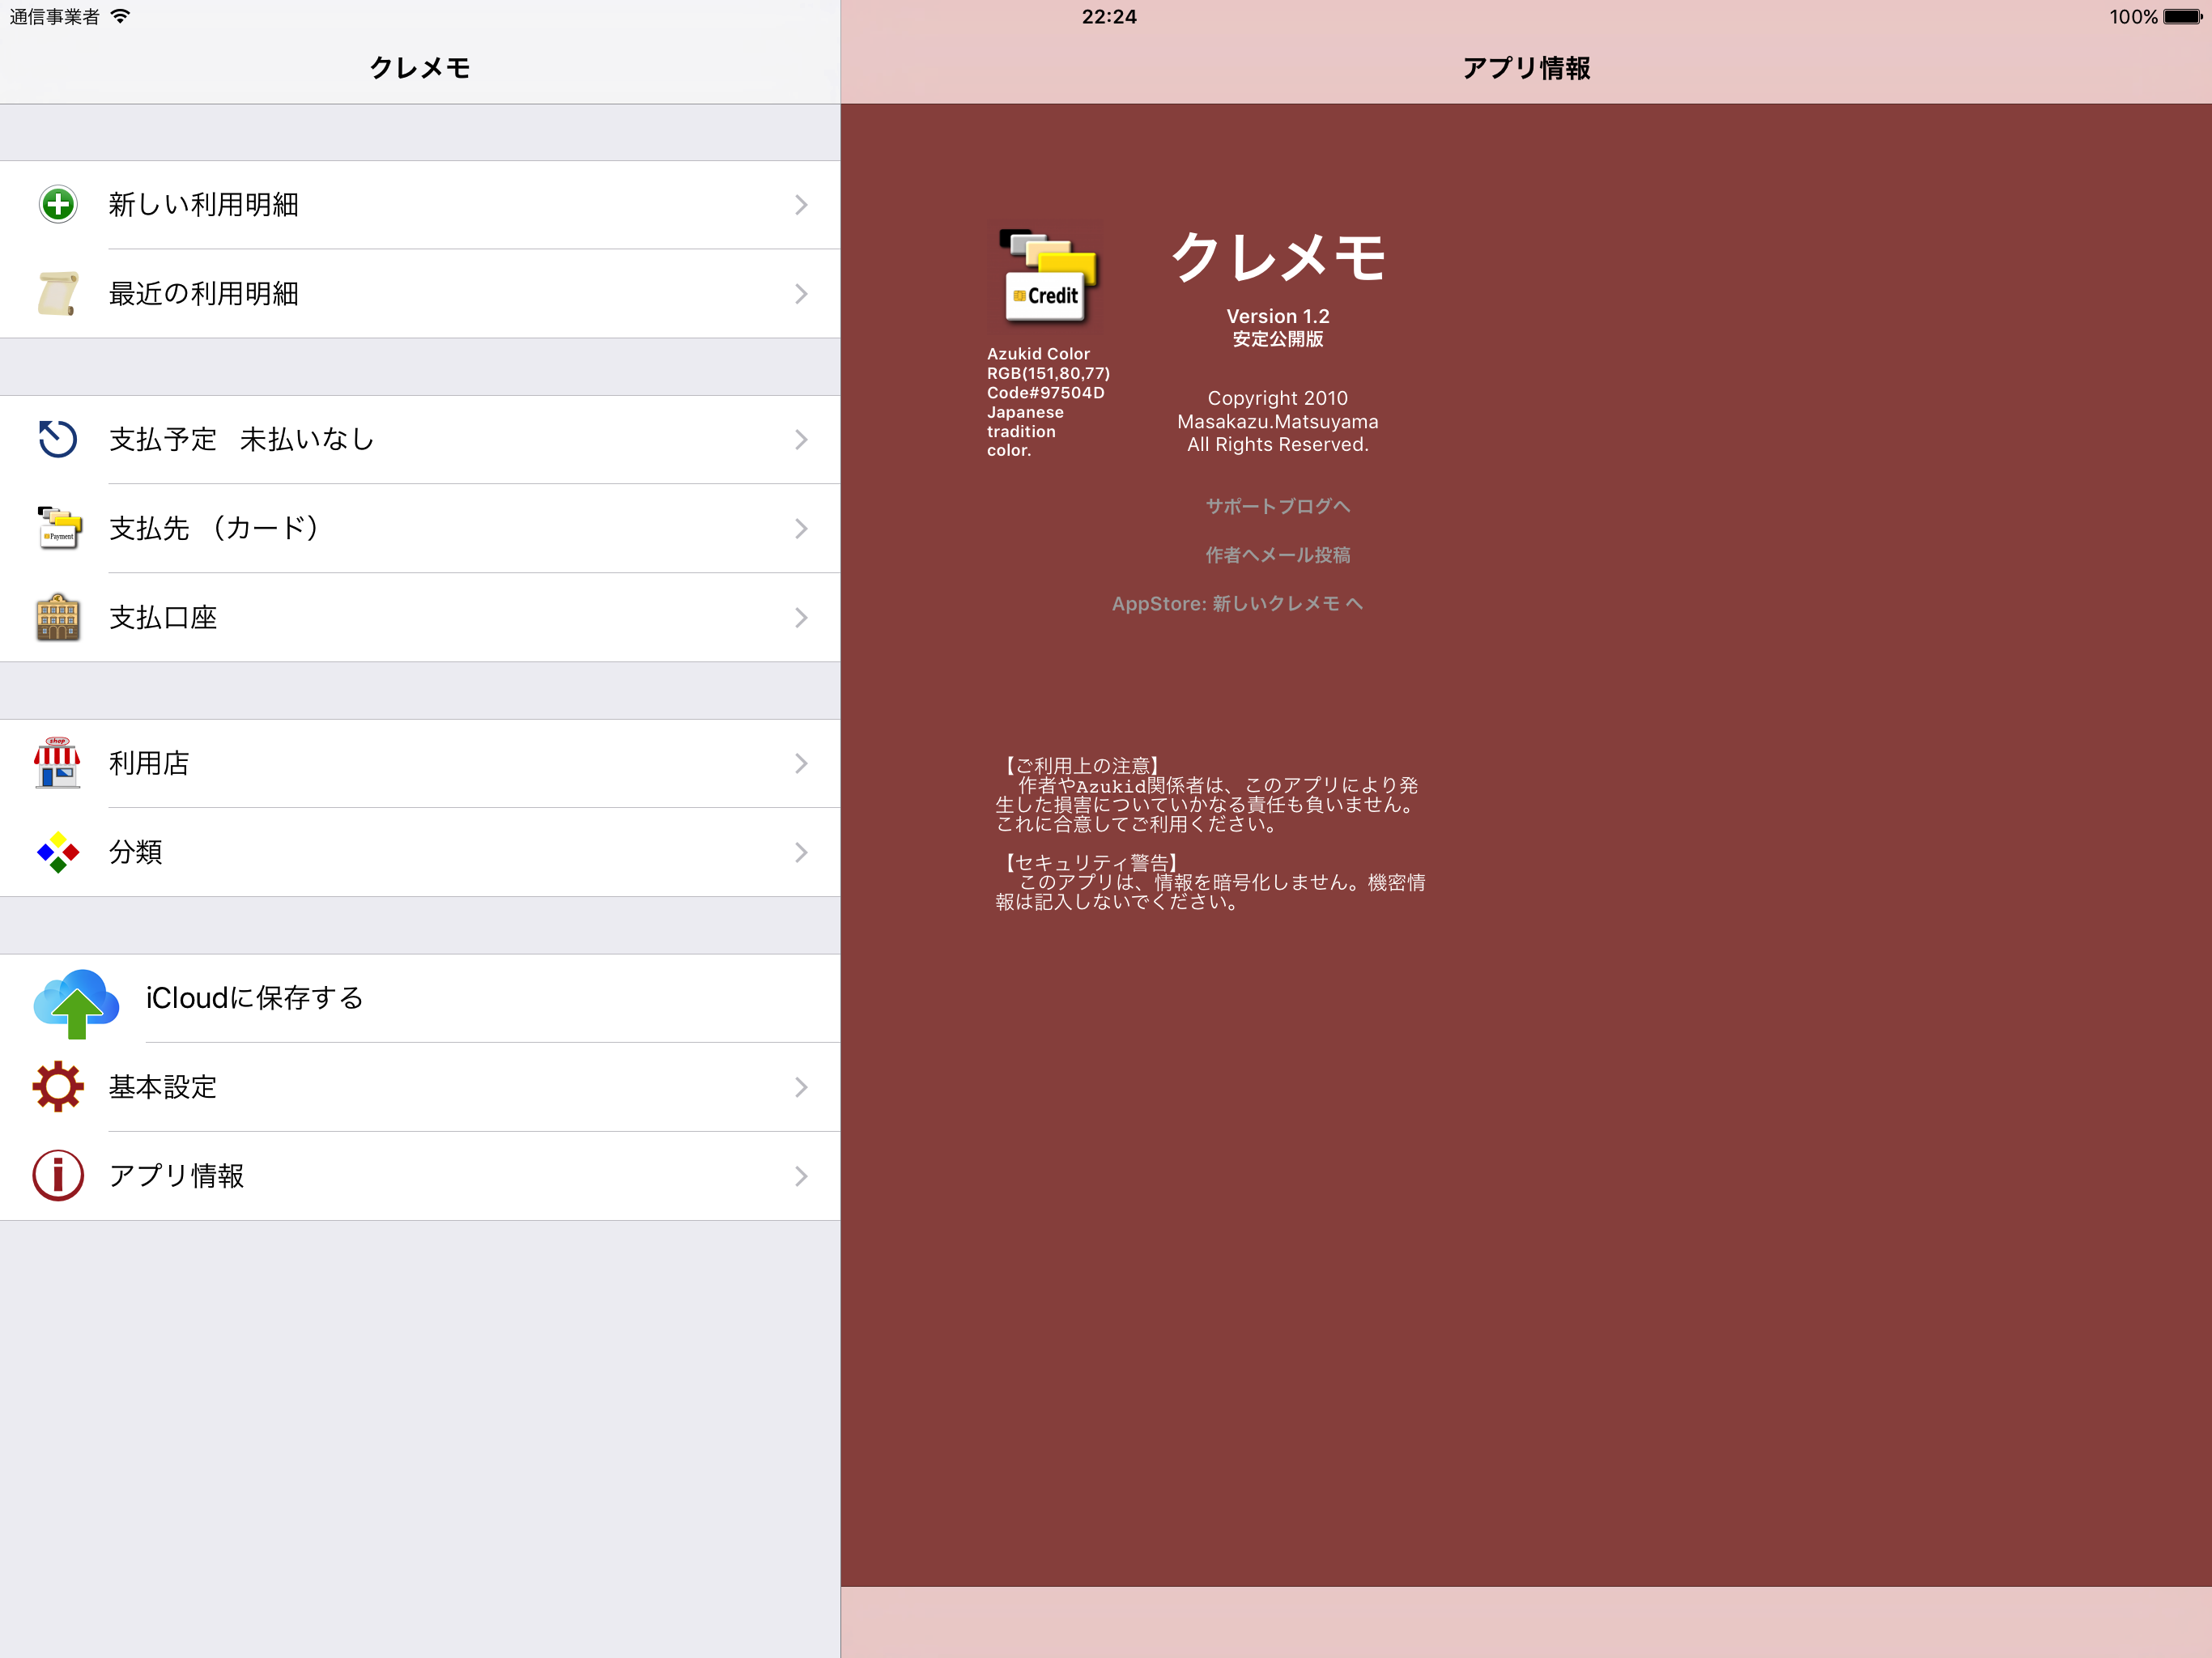 通信事業者
22:24
100%
クレメモ
アプリ情報
新しい利用明細
最近の利用明細
支払予定 未払いなし
Payment
支払先 （カード）
支払口座
shop
利用店
分類
iCloudに保存する
基本設定
アプリ情報
Credit
クレメモ
Version 1.2
安定公開版
Azukid Color
RGB(151,80,77)
Code#97504D
Japanese
tradition
color.
Copyright 2010
Masakazu.Matsuyama
All Rights Reserved.
サポートブログへ
作者へメール投稿
AppStore: 新しいクレメモ へ
【ご利用上の注意】
作者やAzukid関係者は、このアプリにより発
生した損害についていかなる責任も負いません。
これに合意してご利用ください。
【セキュリティ警告】
このアプリは、情報を暗号化しません。機密情
報は記入しないでください。